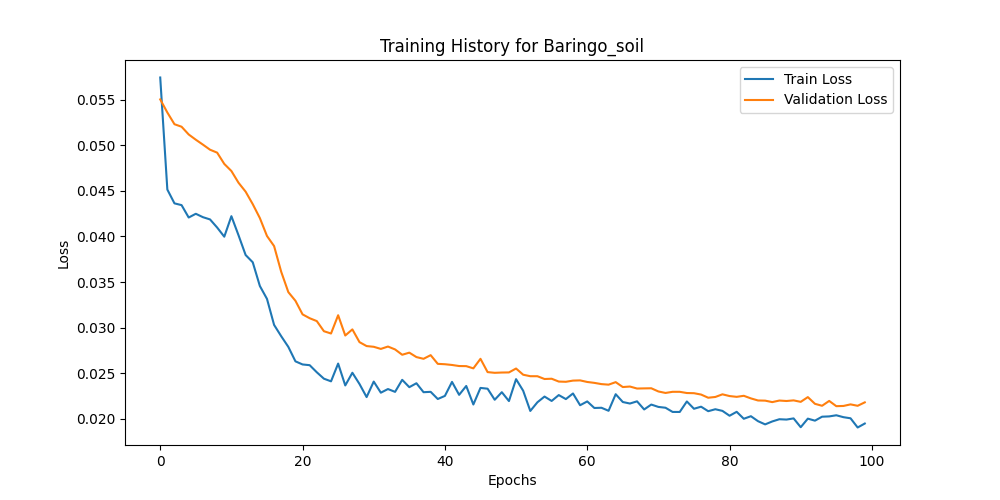 Training History for Baringo_soil
Train Loss
Validation Loss
Loss
0.055
0.050
0.045
0.040
0.035
0.030
0.025
0.020
0
20
40
60
80
100
Epochs